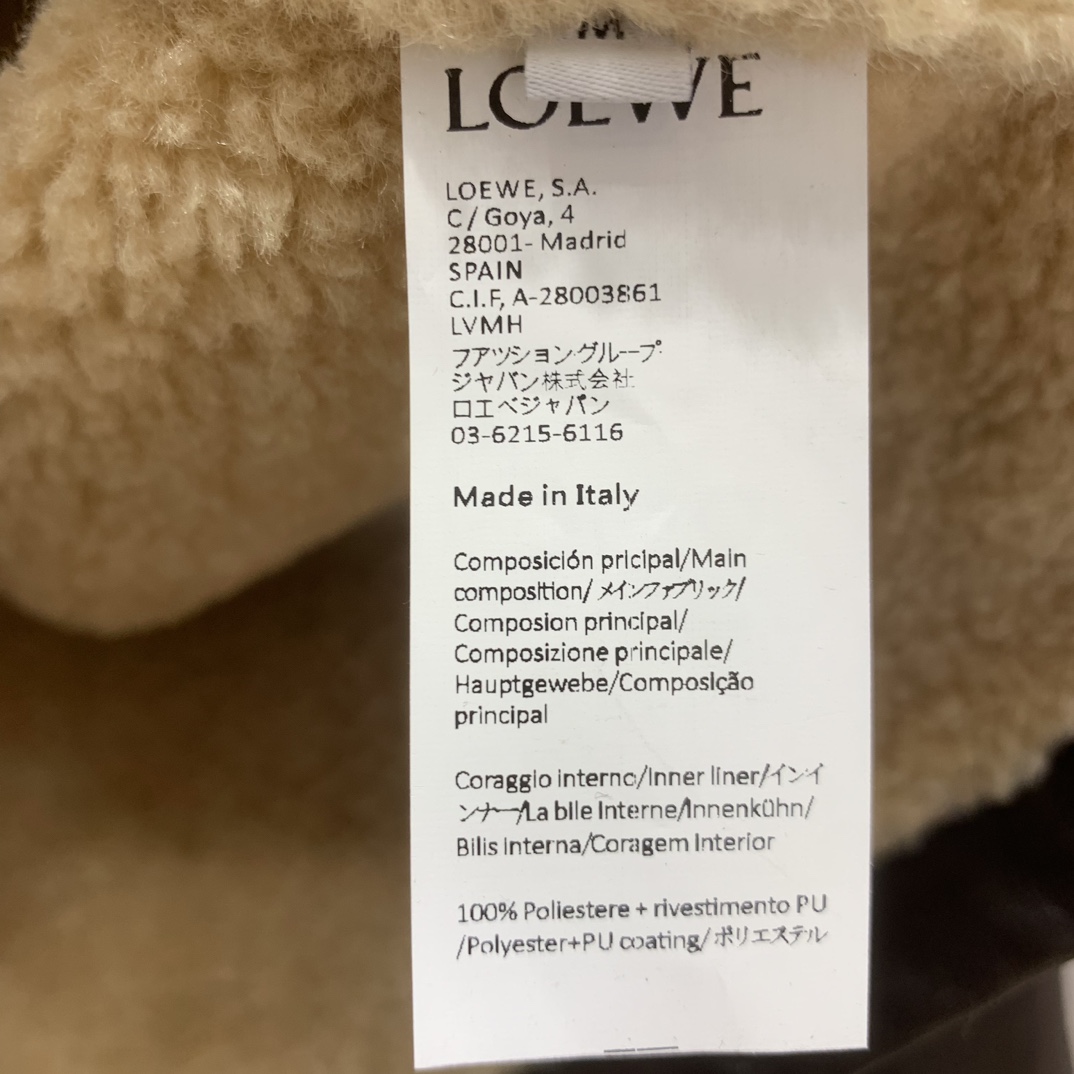 M
LOEWE
LOEWE, S.A.
C/ Goya, 4
28001- Madrid
SPAIN
C.I.F, A-28003861
LVMH
フアツション·グループ
ジヤパン株式会社
ロエベジャパン
03-6215-6116
Made in Italy
Composición pricipal/Main
composition/ メインファブリック/
Composion principal/
Composizione principale/
Hauptgewebe/Composição
principal
Coraggio interno/Inner liner/インイ
ンナー/La bile Interne/Innenkühn/
Bilis interna/Coragem Interior
100% Poliestere + rivestimento PU
/Polyester+PU coating/ポリエステル